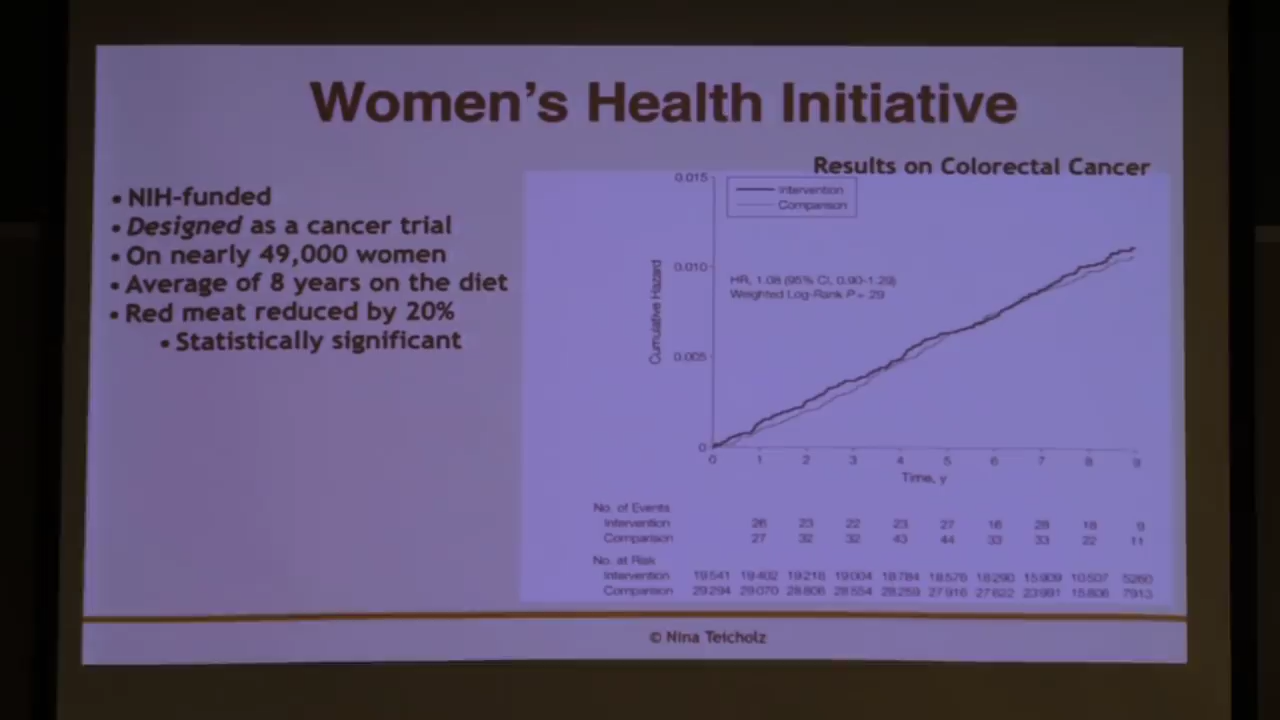 Women's Health Initiative
• NIH-funded
• Designed as a cancer trial
• On nearly 49,000 women
• Average of 8 years on the diet
• Red meat reduced by 20%
• Statistically significant
Results on Colorectal Cancer
0.015
Intervention
Comparison
0.010
HR, 1.08 (95% CI, 0.90-1.29)
Weighted Log-Rank P = .29
Cumulative Hazard
0.005
0
0 1 2 3 4 5 6 7 8 9
Time, y
No. of Events
Intervention 26 23 22 23 27 16 28 18 9
Comparison 27 32 32 43 44 33 33 22 11
No. at Risk
Intervention 19541 19402 19218 19004 18784 18576 18290 15909 10507 5260
Comparison 29294 29070 28806 28554 28259 27916 27622 23991 15836 7913
© Nina Teicholz